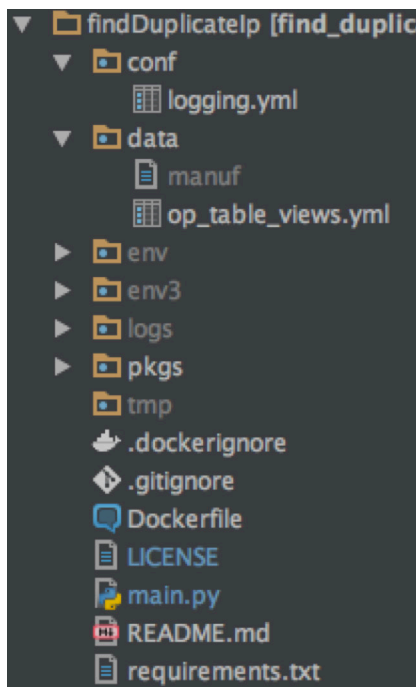 findDuplicateIp [find_duplic
conf
logging.yml
data
manuf
op_table_views.yml
env
env3
logs
pkgs
tmp
.dockerignore
.gitignore
Dockerfile
LICENSE
main.py
README.md
requirements.txt